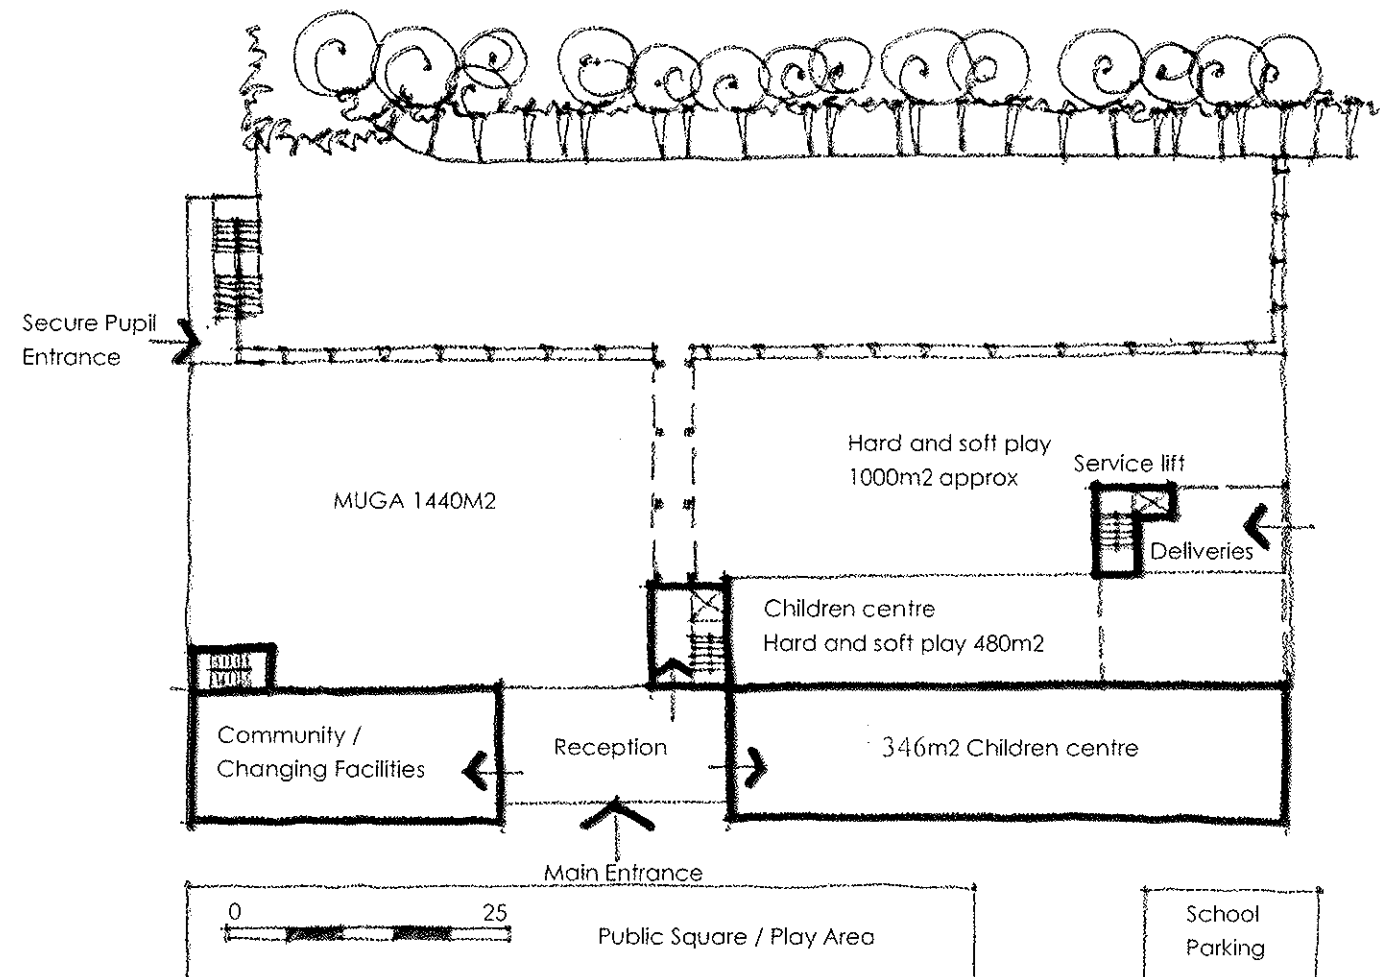 Secure Pupil
Entrance
Hard and soft play
1000m2 approx
Service lift
MUGA 1440M2
Deliveries
Children centre
Hard and soft play 480m2
Community /
Changing Facilities
Reception
346m2 Children centre
Main Entrance
0 25
Public Square / Play Area
School
Parking